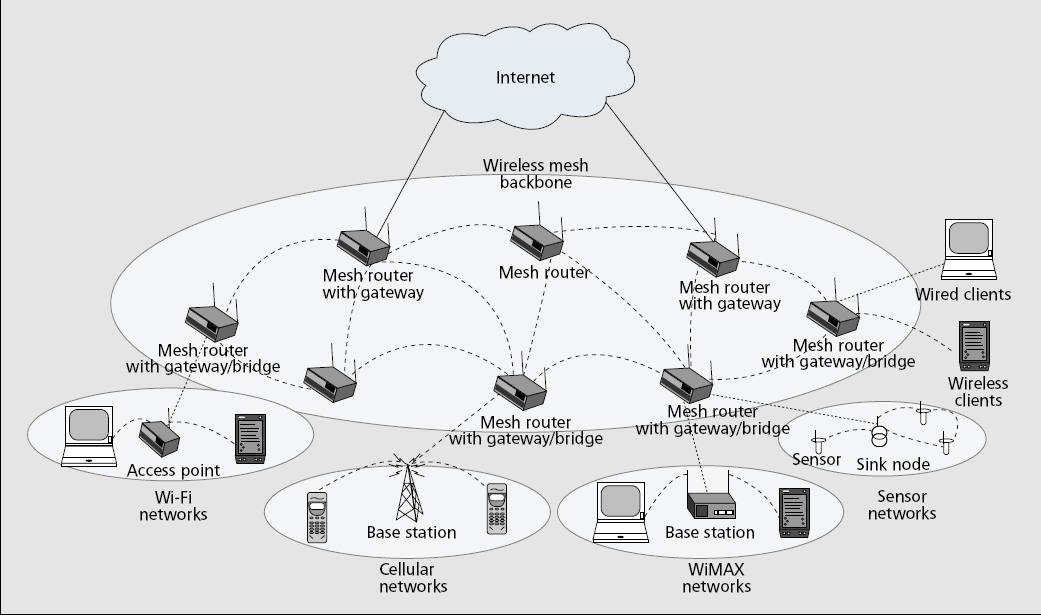 Internet
Wireless mesh
backbone
Mesh router
with gateway
Mesh router
Mesh router
with gateway
Wired clients
Mesh router
with gateway/bridge
Mesh router
with gateway/bridge
Wireless
clients
Mesh router
with gateway/bridge
Mesh router
with gateway/bridge
Access point
Wi-Fi
networks
Sensor
Sink node
Sensor
networks
Base station
Cellular
networks
Base station
WiMAX
networks